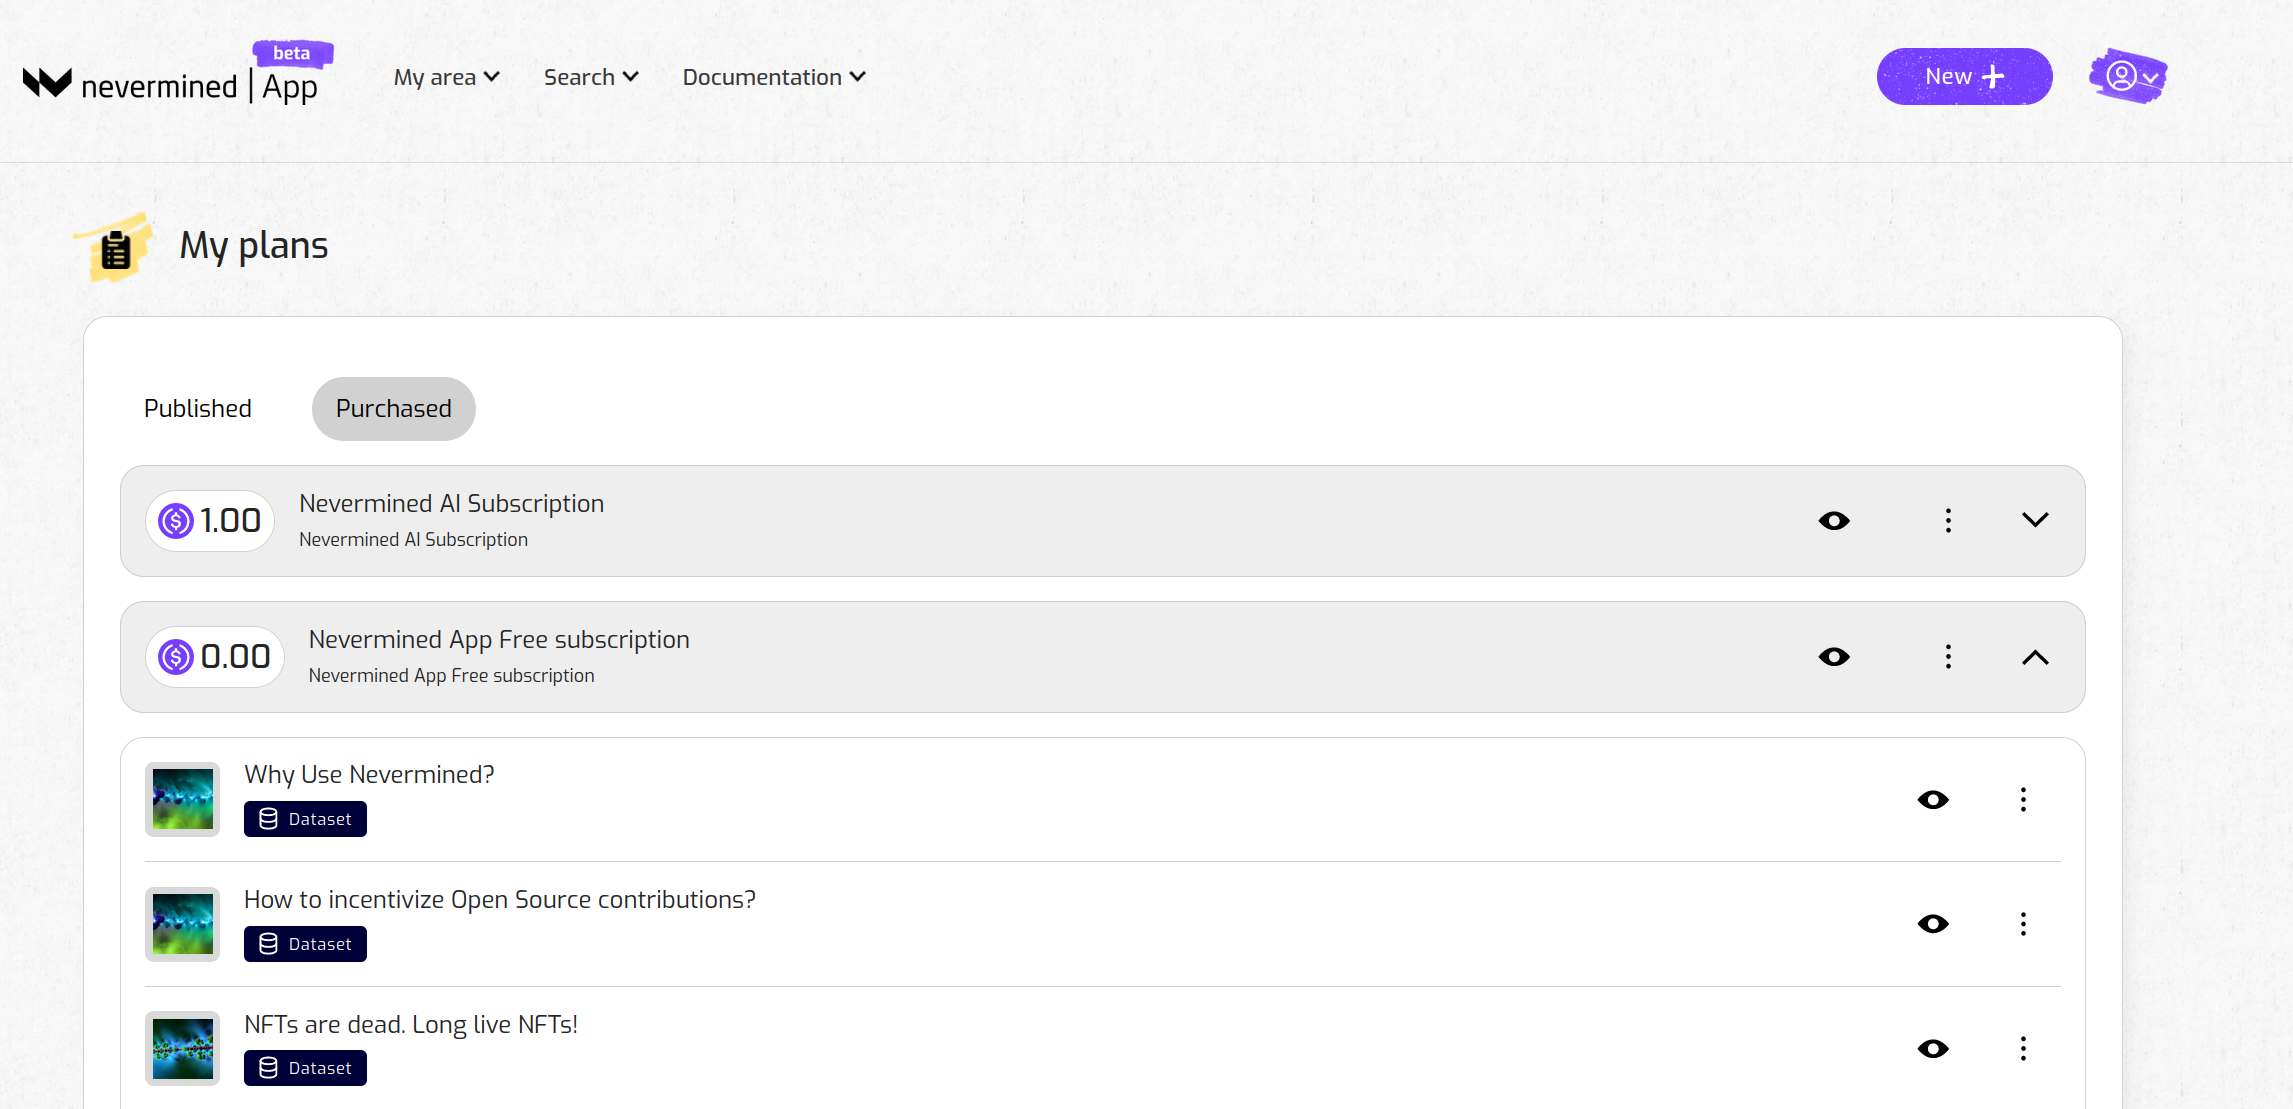 beta
nevermined | App
My area
Search
Documentation
New
My plans
Published
Purchased
1.00
Nevermined AI Subscription
Nevermined AI Subscription
0.00
Nevermined App Free subscription
Nevermined App Free subscription
Why Use Nevermined?
Dataset
How to incentivize Open Source contributions?
Dataset
NFTs are dead. Long live NFTs!
Dataset